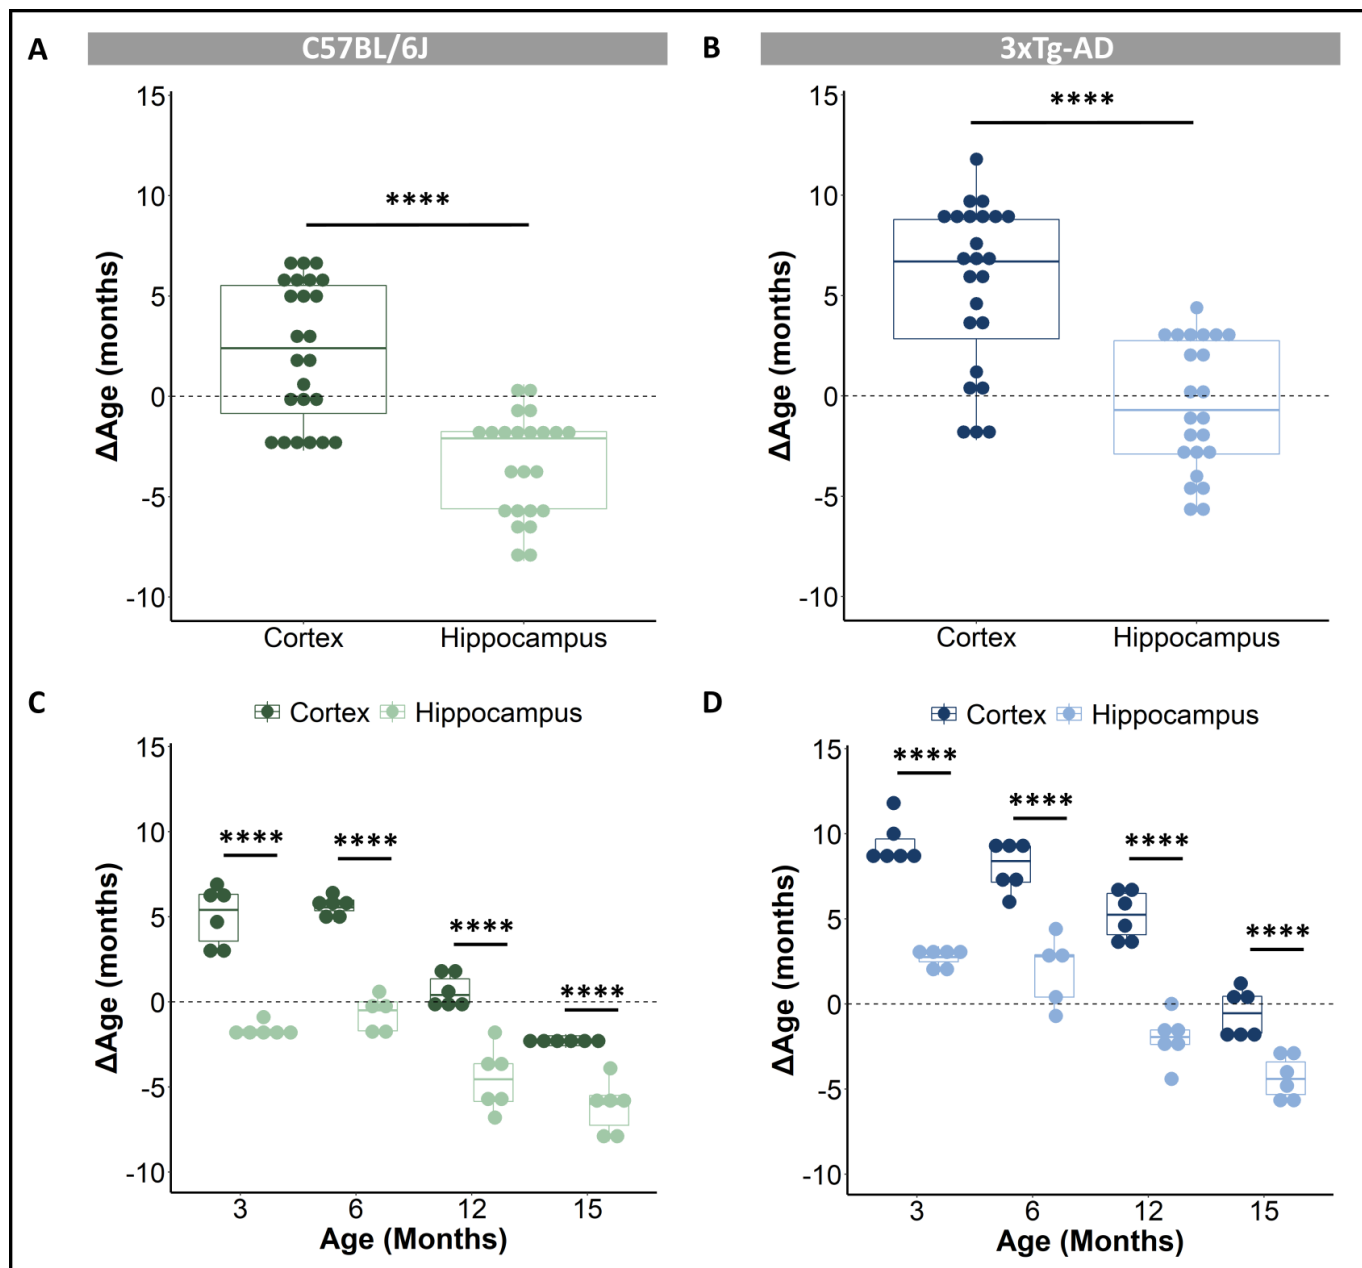 A
C57BL/6J
B
3xTg-AD
15
10
5
0
-5
-10
ΔAge (months)
****
Cortex
Hippocampus
15
10
5
0
-5
-10
ΔAge (months)
****
Cortex
Hippocampus
C
Cortex
Hippocampus
15
10
5
0
-5
-10
ΔAge (months)
****
****
****
****
3
6
12
15
Age (Months)
D
Cortex
Hippocampus
15
10
5
0
-5
-10
ΔAge (months)
****
****
****
****
3
6
12
15
Age (Months)